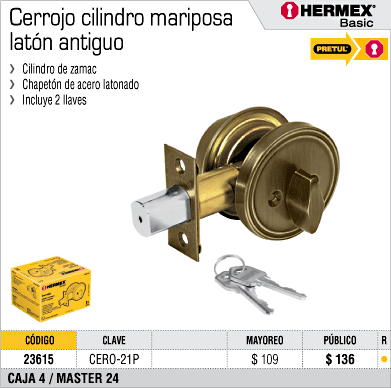 Cerrojo cilindro mariposa
latón antiguo
HERMEX®
Basic
PRETUL®
Cilindro de zamac
Chapetón de acero latonado
Incluye 2 llaves
HERMEX
CÓDIGO CLAVE MAYOREO PÚBLICO R
23615 CERO-21P $ 109 $ 136
CAJA 4 / MASTER 24